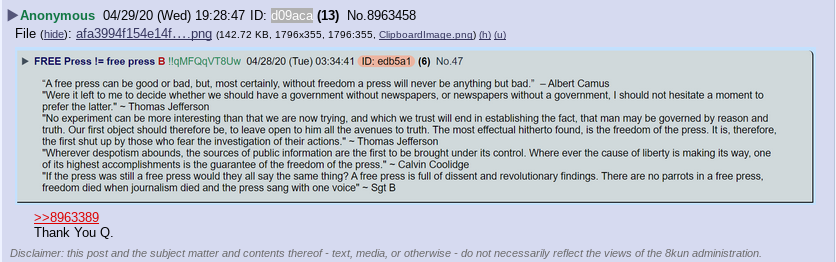 ▶Anonymous 04/29/20 (Wed) 19:28:47 ID: d09aca (13) No.8963458
File (hide): afa3994f154e14f….png (142.72 KB, 1796x355, 1796:355, ClipboardImage.png) (h) (u)
▶ FREE Press != free press B !!qMFQqVT8Uw 04/28/20 (Tue) 03:34:41 ID: edb5a1 (6) No.47
“A free press can be good or bad, but, most certainly, without freedom a press will never be anything but bad.” – Albert Camus
"Were it left to me to decide whether we should have a government without newspapers, or newspapers without a government, I should not hesitate a moment to
prefer the latter." ~ Thomas Jefferson
"No experiment can be more interesting than that we are now trying, and which we trust will end in establishing the fact, that man may be governed by reason and
truth. Our first object should therefore be, to leave open to him all the avenues to truth. The most effectual hitherto found, is the freedom of the press. It is, therefore,
the first shut up by those who fear the investigation of their actions." ~ Thomas Jefferson
"Wherever despotism abounds, the sources of public information are the first to be brought under its control. Where ever the cause of liberty is making its way, one
of its highest accomplishments is the guarantee of the freedom of the press." ~ Calvin Coolidge
"If the press was still a free press would they all say the same thing? A free press is full of dissent and revolutionary findings. There are no parrots in a free press,
freedom died when journalism died and the press sang with one voice" ~ Sgt B
>>8963389
Thank You Q.
Disclaimer: this post and the subject matter and contents thereof - text, media, or otherwise - do not necessarily reflect the views of the 8kun administration.